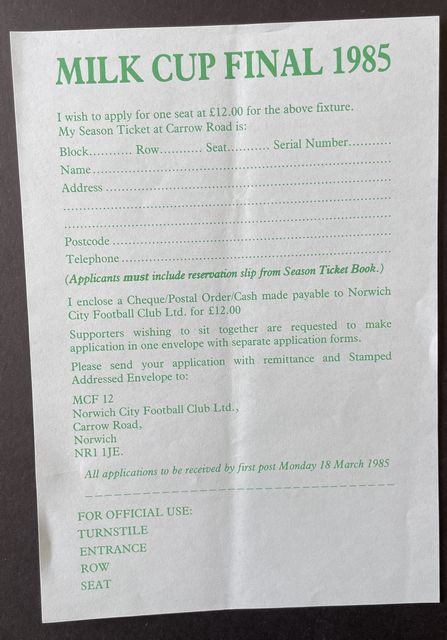 MILK CUP FINAL 1985
I wish to apply for one seat at £12.00 for the above fixture.
My Season Ticket at Carrow Road is:
Block........... Row........... Seat........... Serial Number...........
Name...........
Address...........
Postcode...........
Telephone...........
(Applicants must include reservation slip from Season Ticket Book.)
I enclose a Cheque/Postal Order/Cash made payable to Norwich
City Football Club Ltd. for £12.00
Supporters wishing to sit together are requested to make
application in one envelope with separate application forms.
Please send your application with remittance and Stamped
Addressed Envelope to:
MCF 12
Norwich City Football Club Ltd.,
Carrow Road,
Norwich
NR1 1JE.
All applications to be received by first post Monday 18 March 1985
FOR OFFICIAL USE:
TURNSTILE
ENTRANCE
ROW
SEAT